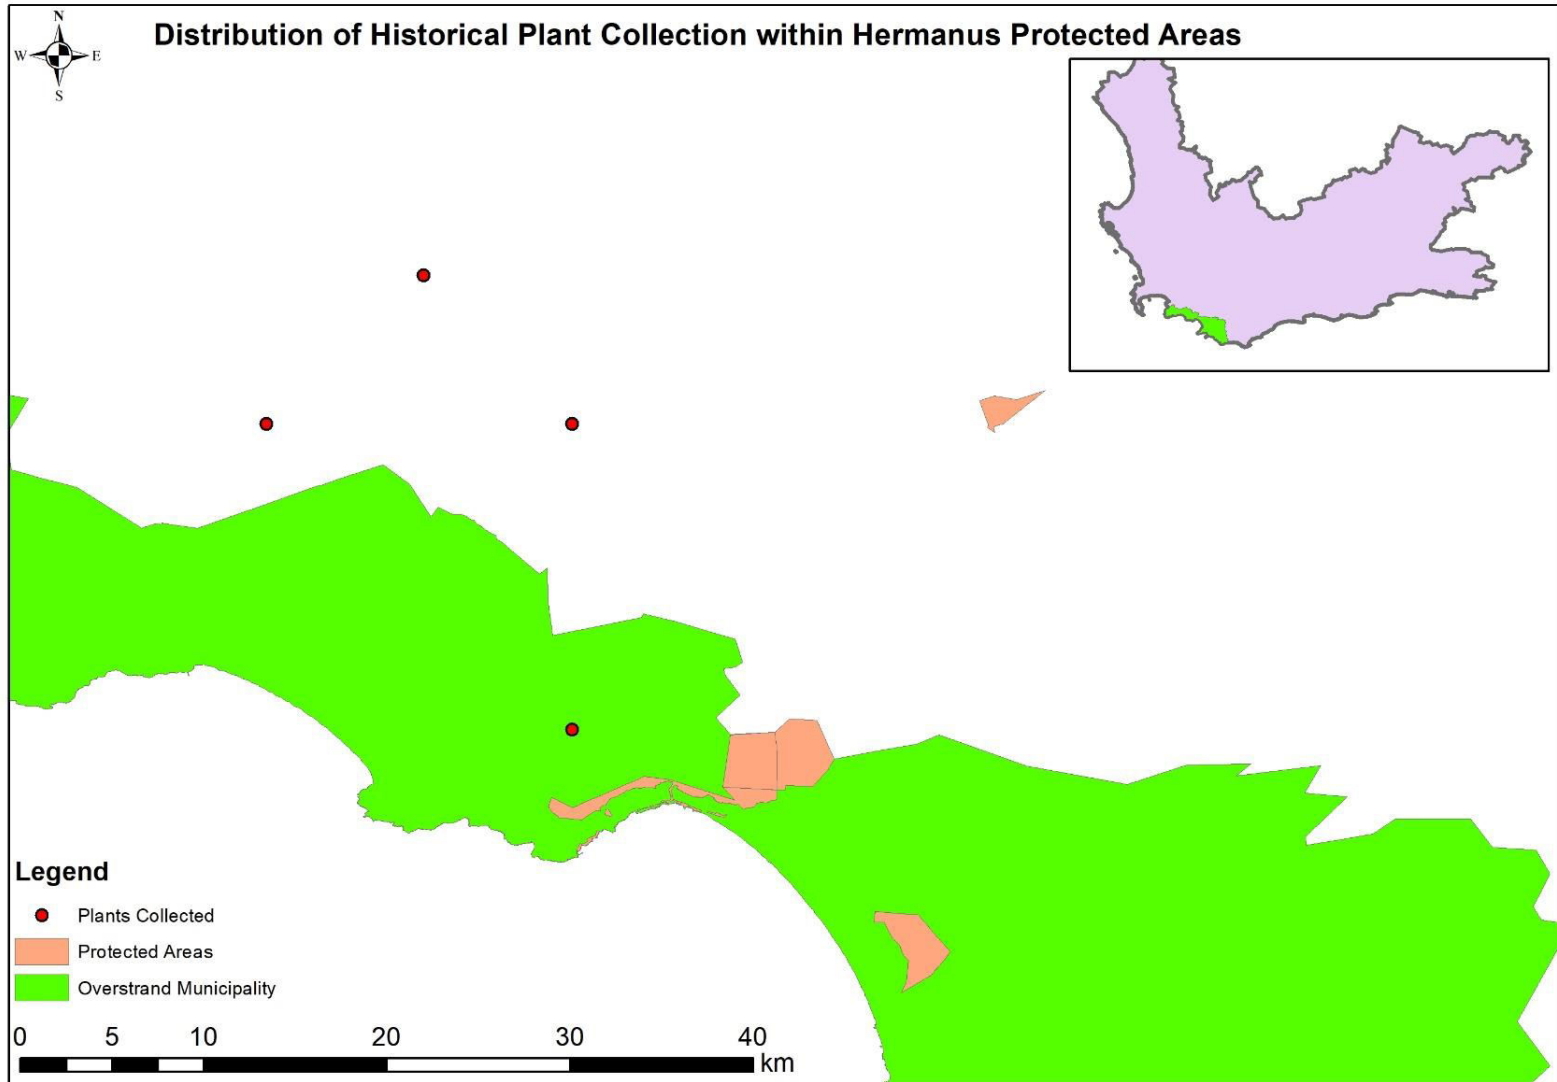 N
Distribution of Historical Plant Collection within Hermanus Protected Areas
W E
S
Legend
Plants Collected
Protected Areas
Overstrand Municipality
0 5 10 20 30 40
km